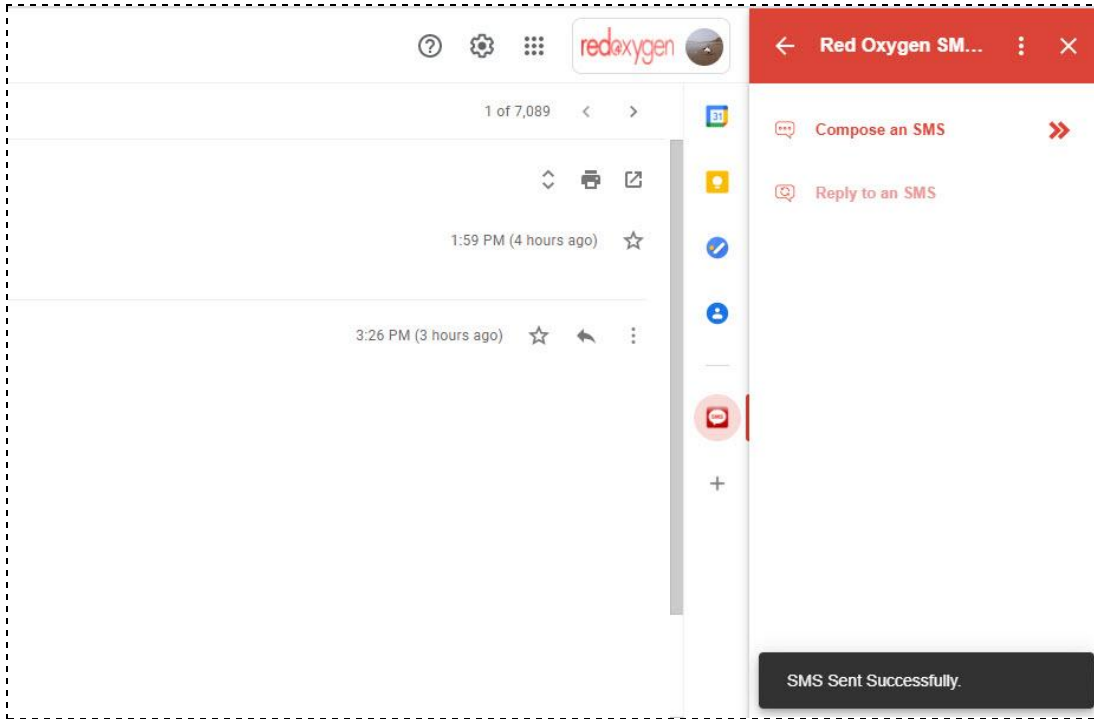 redoxygen
Red Oxygen SM...
1 of 7,089
31
Compose an SMS
Reply to an SMS
1:59 PM (4 hours ago)
3:26 PM (3 hours ago)
SMS
SMS Sent Successfully.